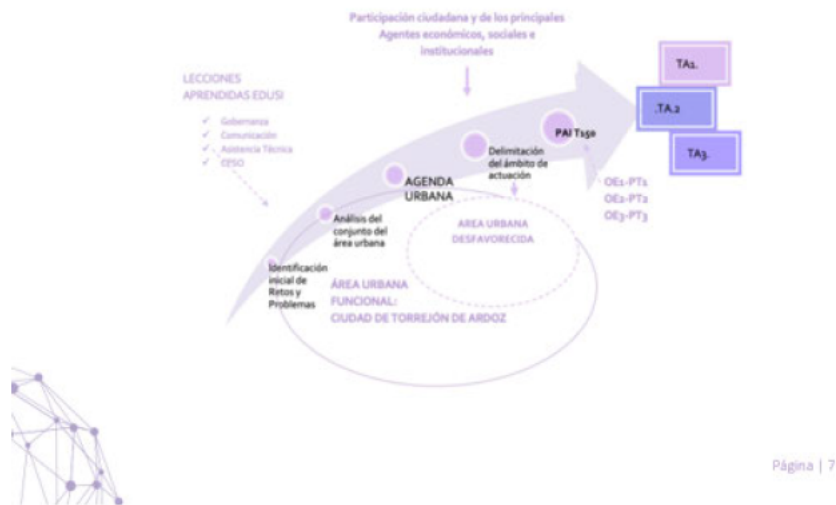 Participación ciudadana y de los principales
Agentes económicos, sociales e
institucionales
LECCIONES
APRENDIDAS EDUSI
✓ Gobernanza
✓ Comunicación
✓ Asistencia Técnica
✓ CPSO
TA1.
.TA.2
TA3.
PAI T150
Delimitación
del ámbito de
actuación
OE1-PT1
OE2-PT2
OE3-PT3
AGENDA
URBANA
Análisis del
conjunto del
área urbana
AREA URBANA
DESFAVORECIDA
Identificación
inicial de
Retos y
Problemas
ÁREA URBANA
FUNCIONAL:
CIUDAD DE TORREJÓN DE ARDOZ
Página | 7